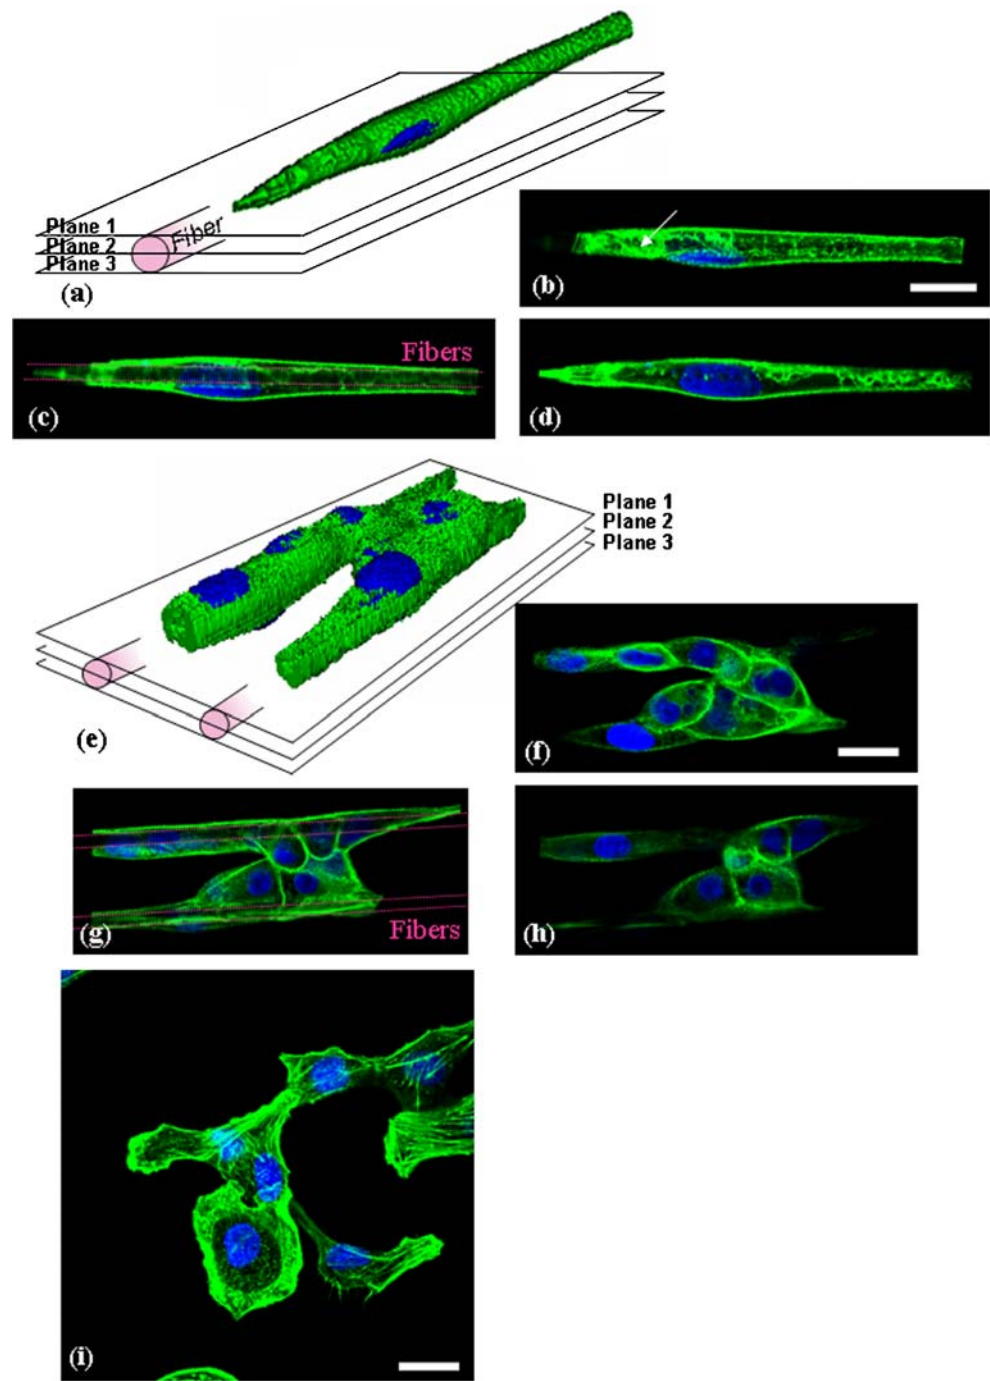 Plane 1
Plane 2
Plane 3
Fiber
(a)
(b)
Fibers
(c)
(d)
Plane 1
Plane 2
Plane 3
(e)
(f)
Fibers
(g)
(h)
(i)